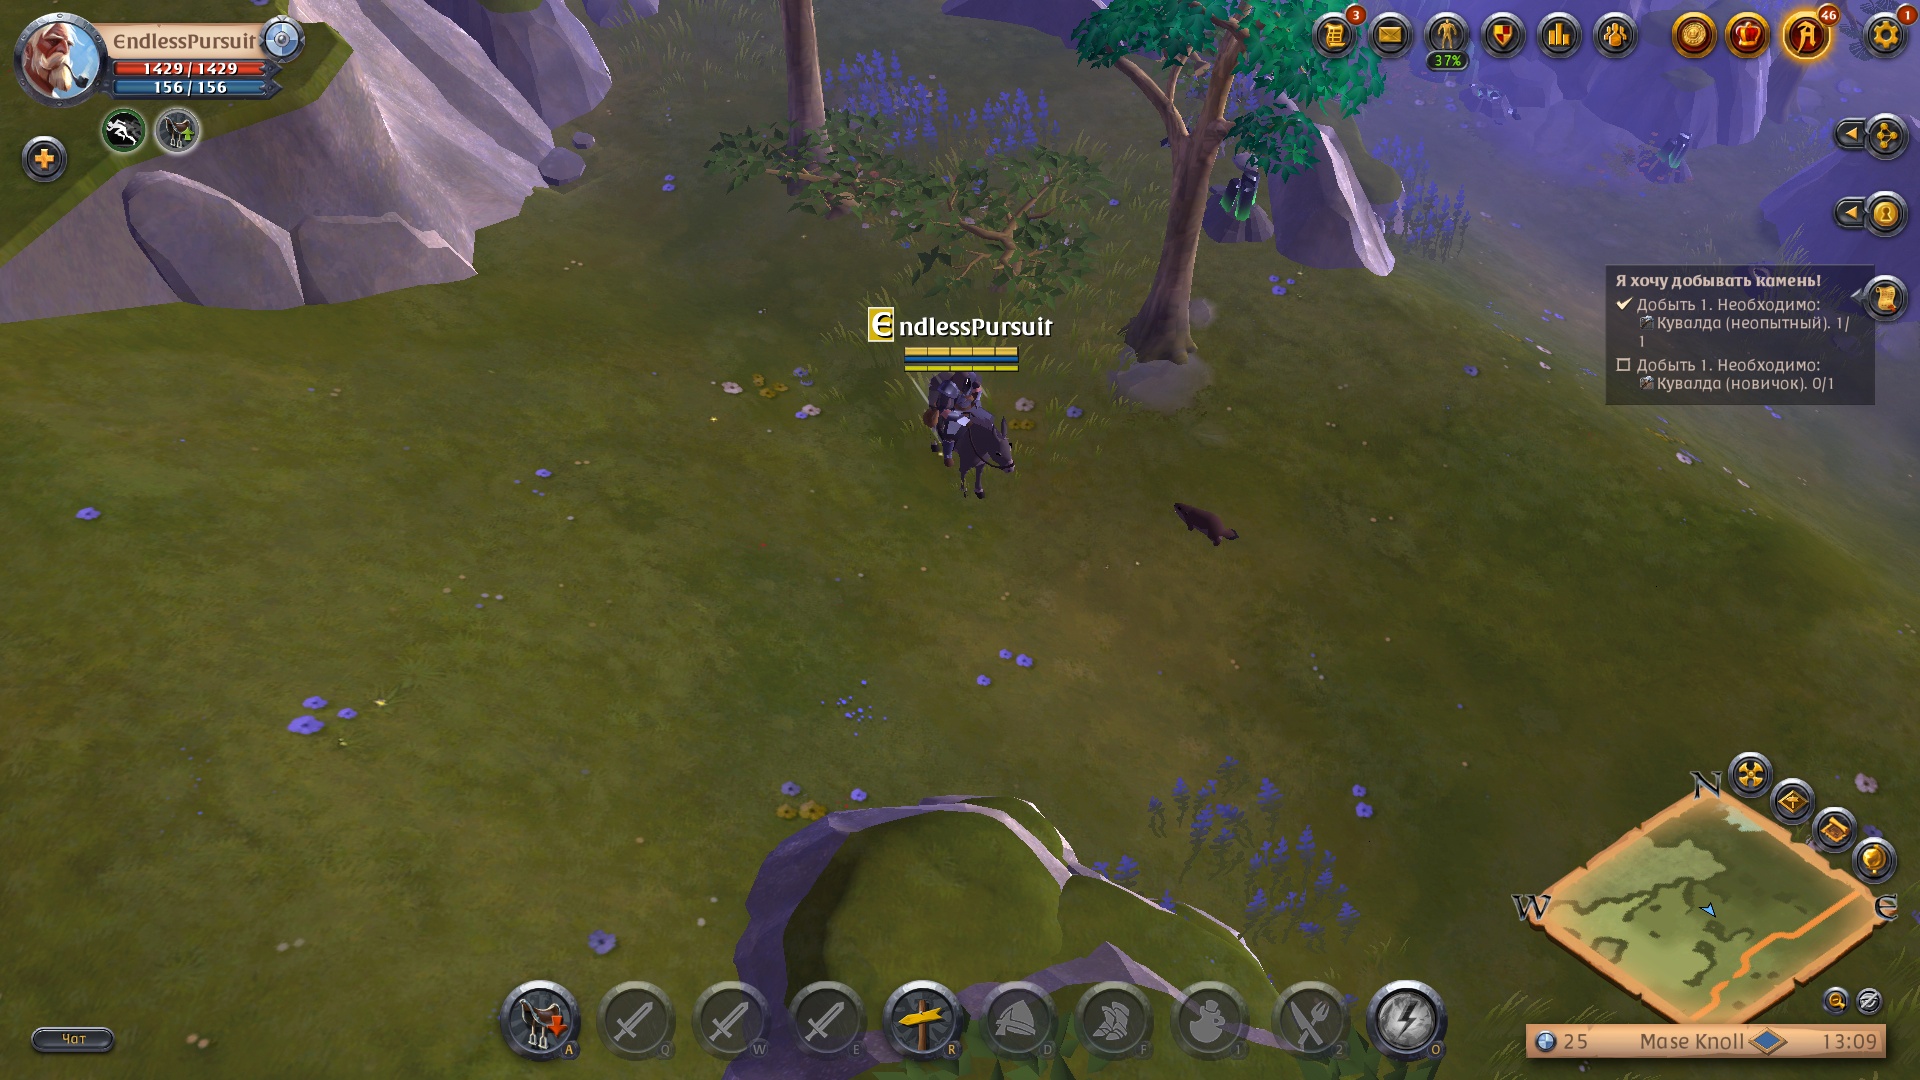 EndlessPursuit
1429 / 1429
156 / 156
3
37%
46
1
EndlessPursuit
Я хочу добывать камень!
Добыть 1. Необходимо:
Кувалда (неопытный). 1/
1
Добыть 1. Необходимо:
Кувалда (новичок). 0/1
N
W
E
Чат
A
Q
W
E
R
D
F
1
2
O
25
Mase Knoll
13:09